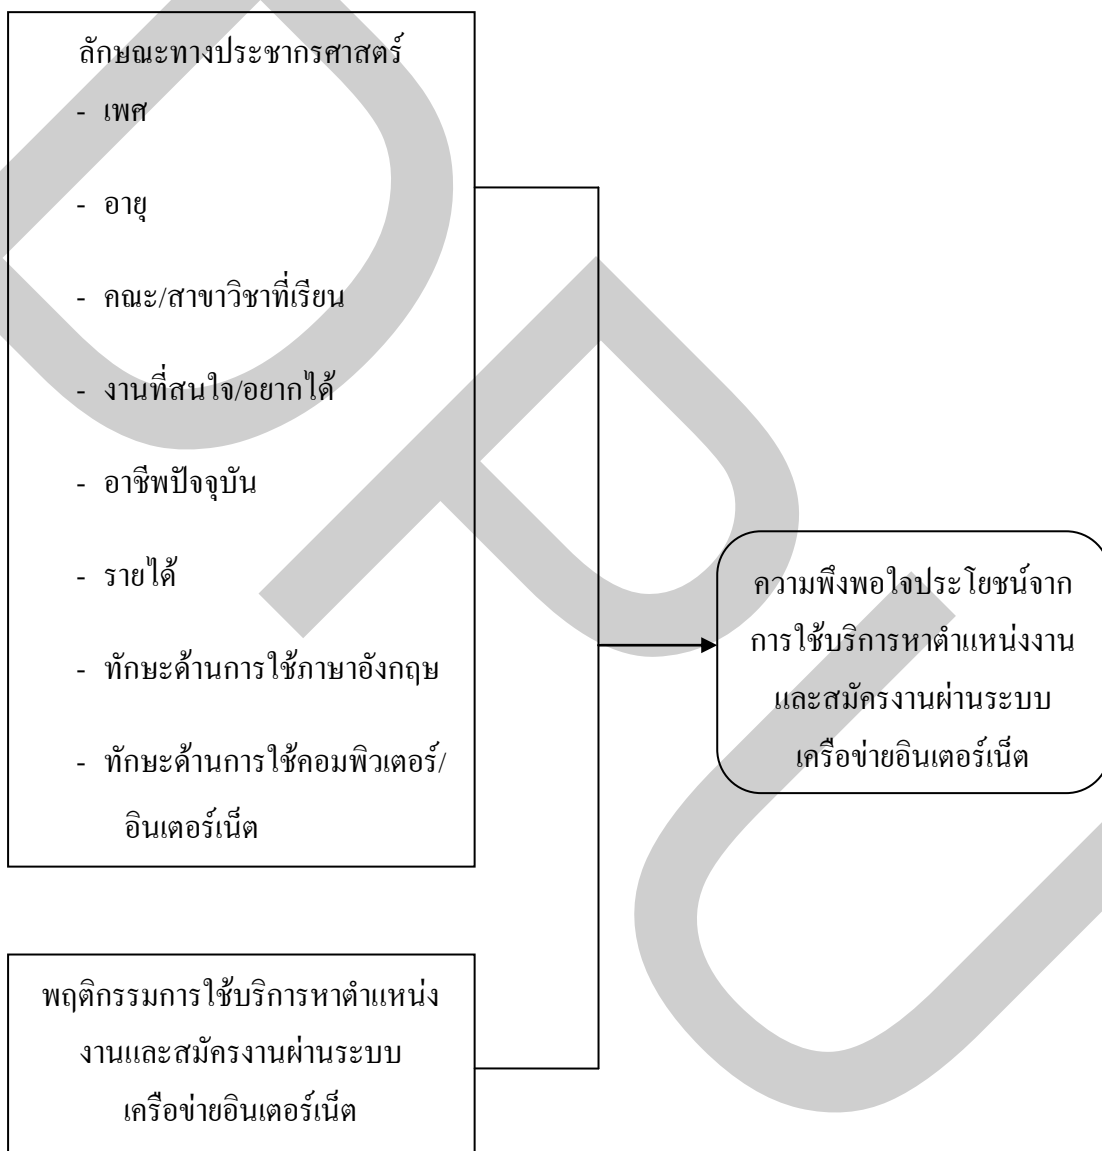 ลักษณะทางประชากรศาสตร์
- เพศ
- อายุ
- คณะ/สาขาวิชาที่เรียน
- งานที่สนใจ/อยากได้
- อาชีพปัจจุบัน
- รายได้
- ทักษะด้านการใช้ภาษาอังกฤษ
- ทักษะด้านการใช้คอมพิวเตอร์/
อินเตอร์เน็ต
ความพึงพอใจประโยชน์จาก
การใช้บริการหาตำแหน่งงาน
และสมัครงานผ่านระบบ
เครือข่ายอินเตอร์เน็ต
พฤติกรรมการใช้บริการหาตำแหน่ง
งานและสมัครงานผ่านระบบ
เครือข่ายอินเตอร์เน็ต
DPU